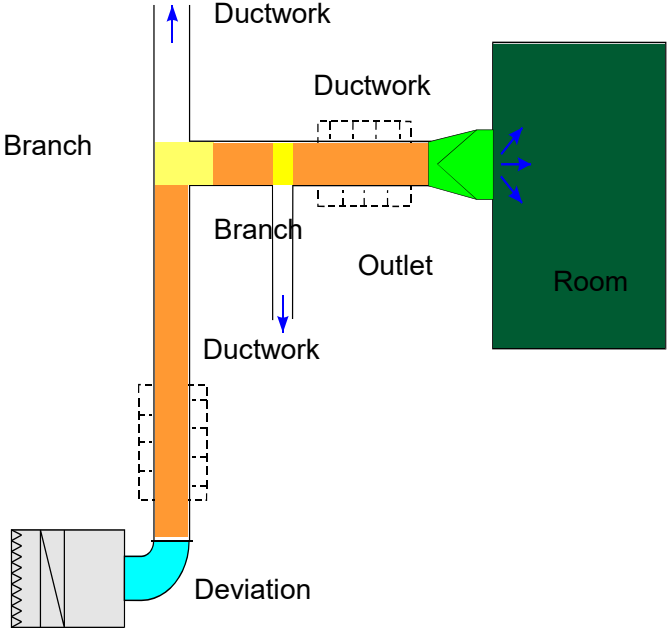 Ductwork
Ductwork
Branch
Branch
Outlet
Room
Ductwork
Deviation